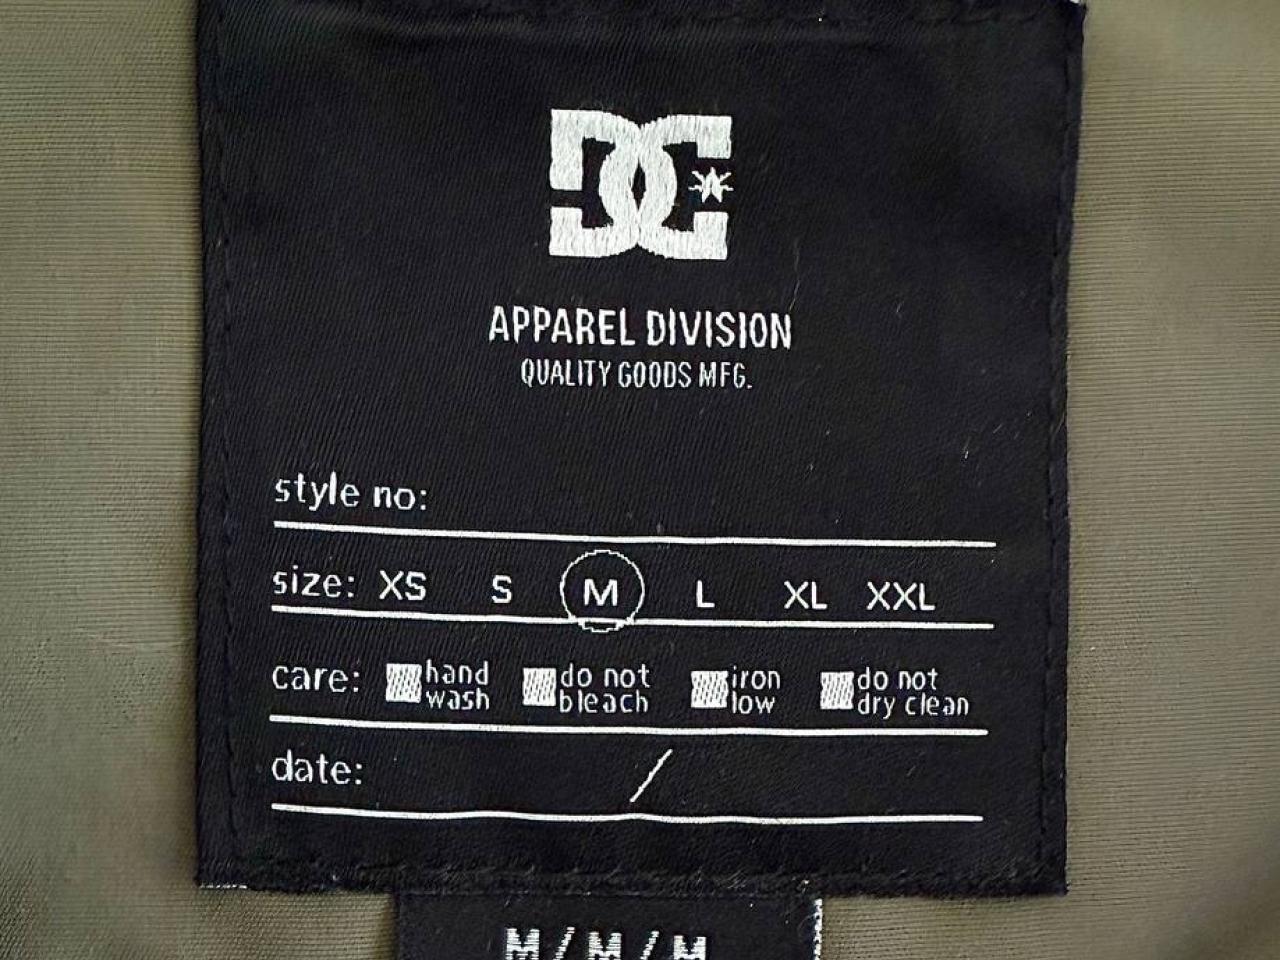 DC
APPAREL DIVISION
QUALITY GOODS MFG.
style no:
size: XS S M L XL XXL
care: hand wash do not bleach iron low do not dry clean
date: /
M/M/M